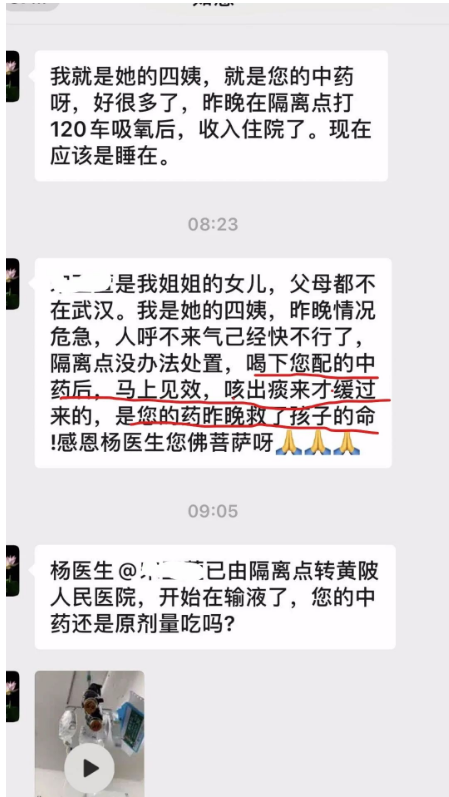 我就是她的四姨，就是您的中药
呀，好很多了，昨晚在隔离点打
120车吸氧后，收入住院了。现在
应该是睡在。
08:23
是我姐姐的女儿，父母都不
在武汉。我是她的四姨，昨晚情况
危急，人呼不来气己经快不行了，
隔离点没办法处置，喝下您配的中
药后，马上见效，咳出痰来才缓过
来的，是您的药昨晚救了孩子的命
!感恩杨医生您佛菩萨呀🙏🙏🙏
09:05
杨医生@已由隔离点转黄陂
人民医院，开始在输液了，您的中
药还是原剂量吃吗?